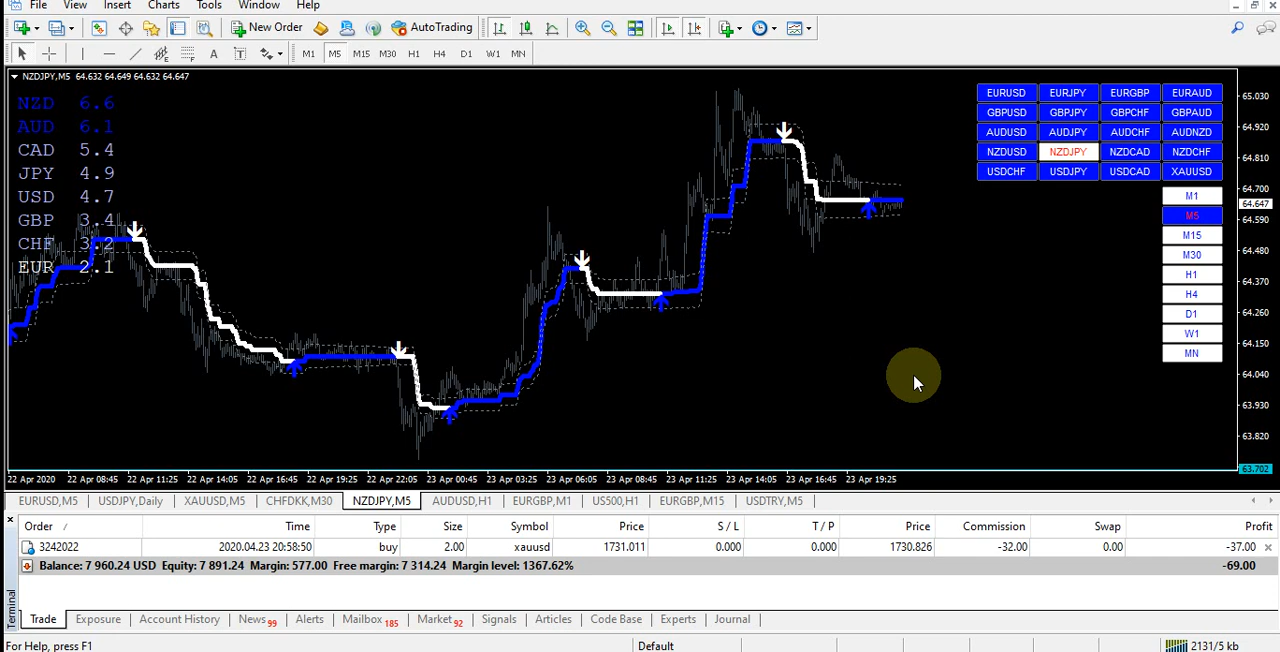 File View Insert Charts Tools Window Help
New Order AutoTrading
A T M1 M5 M15 M30 H1 H4 D1 W1 MN
NZDJPY,M5 64.632 64.649 64.632 64.647
NZD 6.6
AUD 6.1
CAD 5.4
JPY 4.9
USD 4.7
GBP 3.4
CHF 3.2
EUR 2.1
EURUSD EURJPY EURGBP EURAUD
GBPUSD GBPJPY GBPCHF GBPAUD
AUDUSD AUDJPY AUDCHF AUDNZD
NZDUSD NZDJPY NZDCAD NZDCHF
USDCHF USDJPY USDCAD XAUUSD
M1
M5
M15
M30
H1
H4
D1
W1
MN
65.030
64.920
64.810
64.700
64.647
64.590
64.480
64.370
64.260
64.150
64.040
63.930
63.820
63.702
22 Apr 2020 22 Apr 08:45 22 Apr 11:25 22 Apr 14:05 22 Apr 16:45 22 Apr 19:25 22 Apr 22:05 23 Apr 00:45 23 Apr 03:25 23 Apr 06:05 23 Apr 08:45 23 Apr 11:25 23 Apr 14:05 23 Apr 16:45 23 Apr 19:25
EURUSD,M5 USDJPY,Daily XAUUSD,M5 CHFDKK,M30 NZDJPY,M5 AUDUSD,H1 EURGBP,M1 US500,H1 EURGBP,M15 USDTRY,M5
Order / Time Type Size Symbol Price S / L T / P Price Commission Swap Profit
3242022 2020.04.23 20:58:50 buy 2.00 xauusd 1731.011 0.000 0.000 1730.826 -32.00 0.00 -37.00
Balance: 7 960.24 USD Equity: 7 891.24 Margin: 577.00 Free margin: 7 314.24 Margin level: 1367.62% -69.00
Terminal
Trade Exposure Account History News 99 Alerts Mailbox 185 Market 92 Signals Articles Code Base Experts Journal
For Help, press F1 Default 2131/5 kb